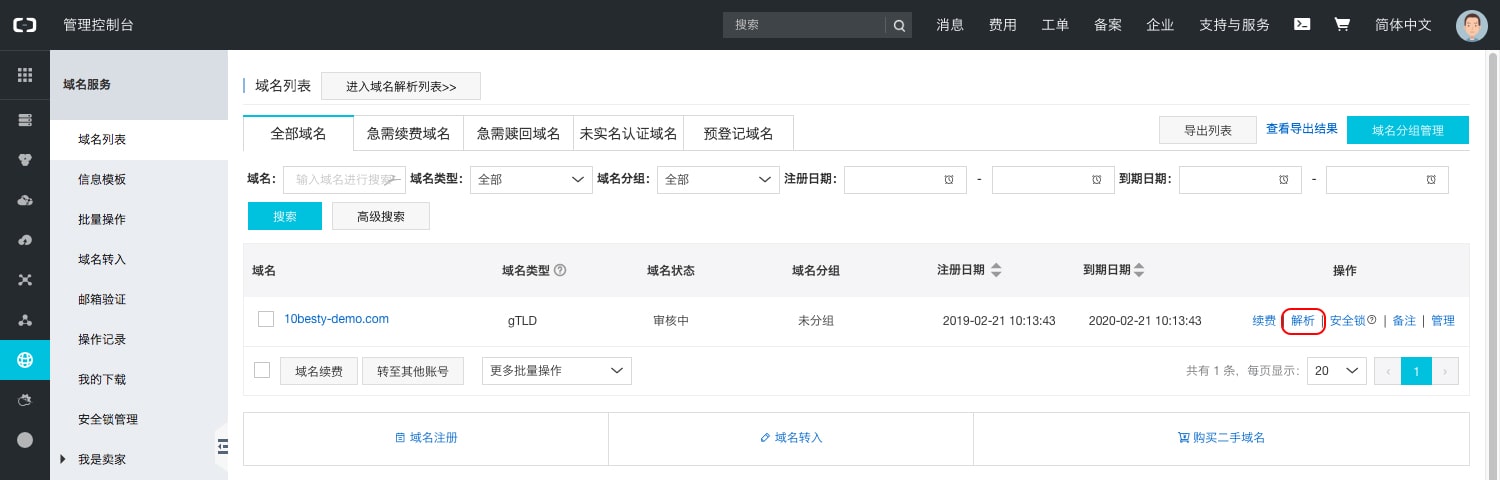 管理控制台
搜索
消息 费用 工单 备案 企业 支持与服务 简体中文
域名服务
域名列表
信息模板
批量操作
域名转入
邮箱验证
操作记录
我的下载
安全锁管理
我是卖家
域名列表 进入域名解析列表>>
全部域名 急需续费域名 急需赎回域名 未实名认证域名 预登记域名 导出列表 查看导出结果 域名分组管理
域名: 输入域名进行搜索 域名类型: 全部 域名分组: 全部 注册日期: - 到期日期: -
搜索 高级搜索
域名 域名类型 域名状态 域名分组 注册日期 到期日期 操作
10besty-demo.com gTLD 审核中 未分组 2019-02-21 10:13:43 2020-02-21 10:13:43 续费 | 解析 | 安全锁 | 备注 | 管理
域名续费 转至其他账号 更多批量操作 共有 1 条, 每页显示: 20 ‹ 1 ›
域名注册 域名转入 购买二手域名